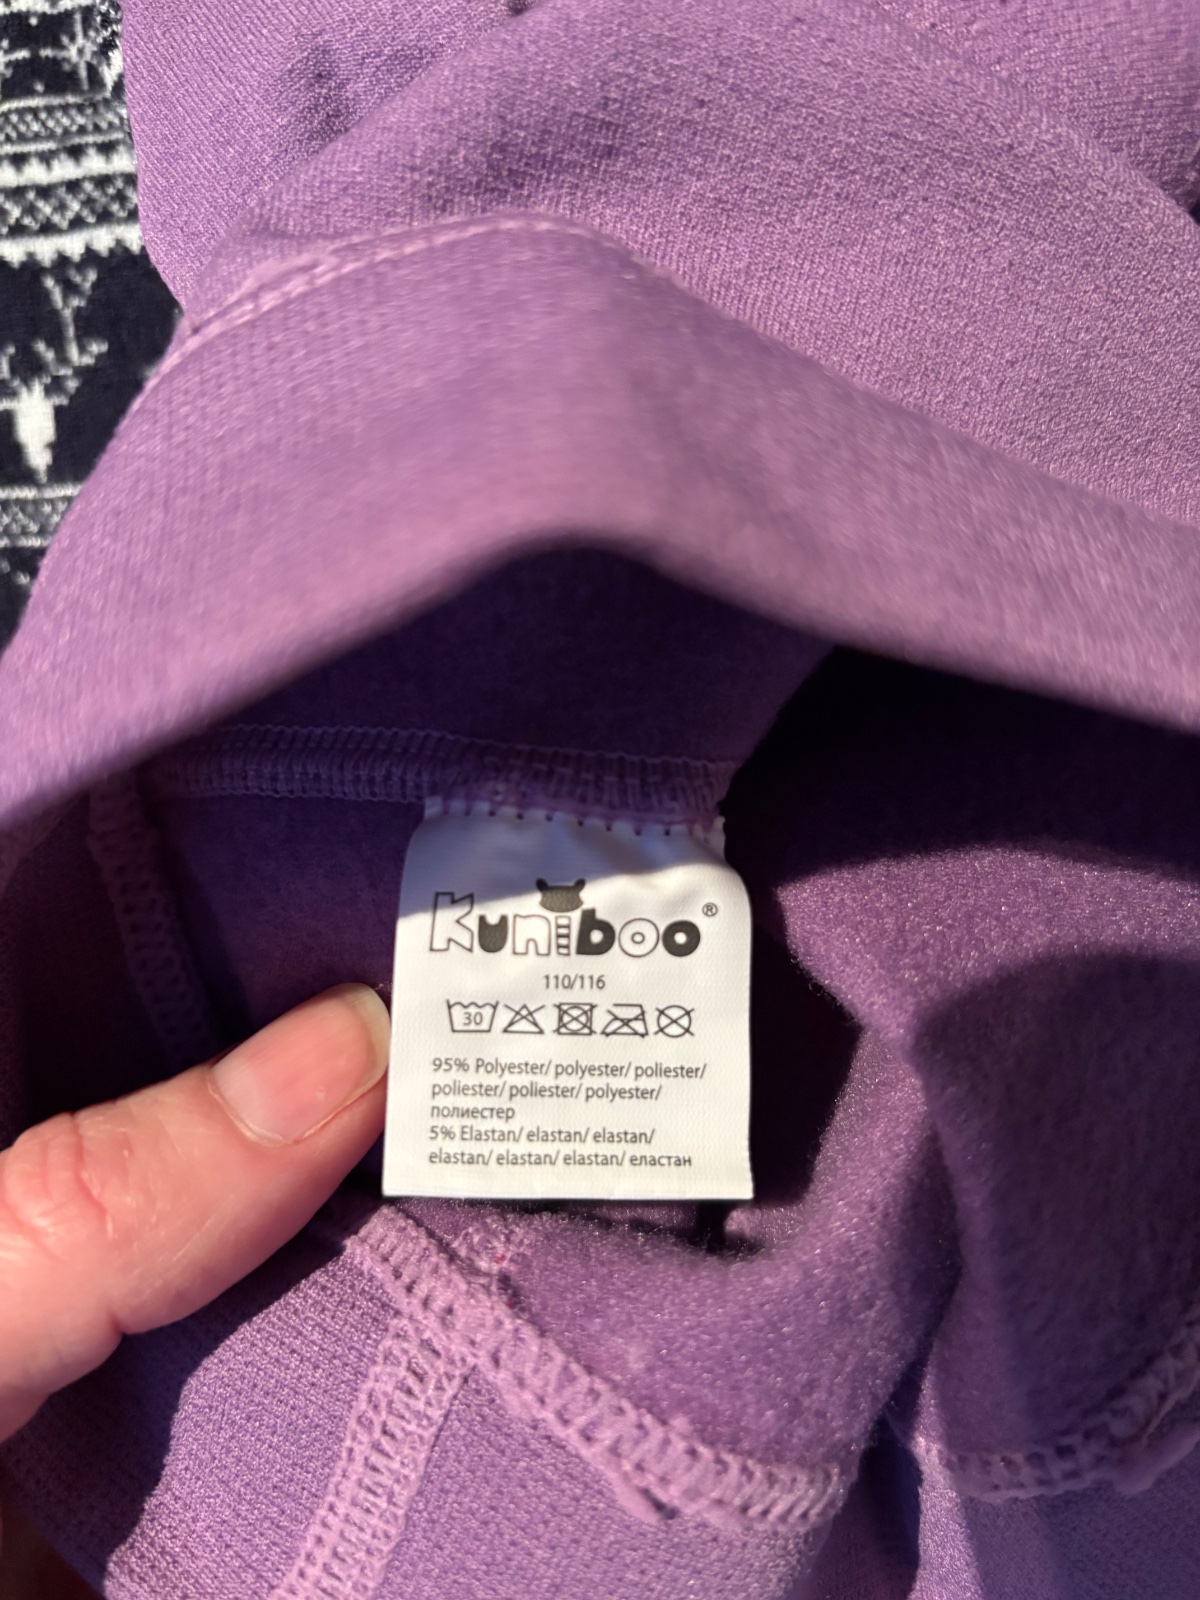 Kuniboo®
110/116
30
95% Polyester/ polyester/ poliester/
poliester/ poliester/ polyester/
полиестер
5% Elastan/ elastan/ elastan/
elastan/ elastan/ elastan/ еластан